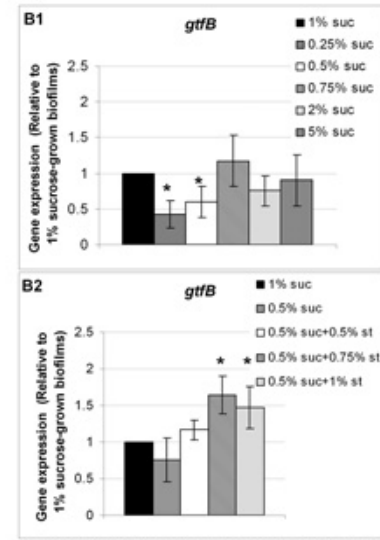 B1
gtfB
1% suc
0.25% suc
0.5% suc
0.75% suc
2% suc
5% suc
Gene expression (Relative to
1% sucrose-grown biofilms)
2.5
2
1.5
1
0.5
0
*
*
B2
gtfB
1% suc
0.5% suc
0.5% suc+0.5% st
0.5% suc+0.75% st
0.5% suc+1% st
Gene expression (Relative to
1% sucrose-grown biofilms)
2.5
2
1.5
1
0.5
0
*
*